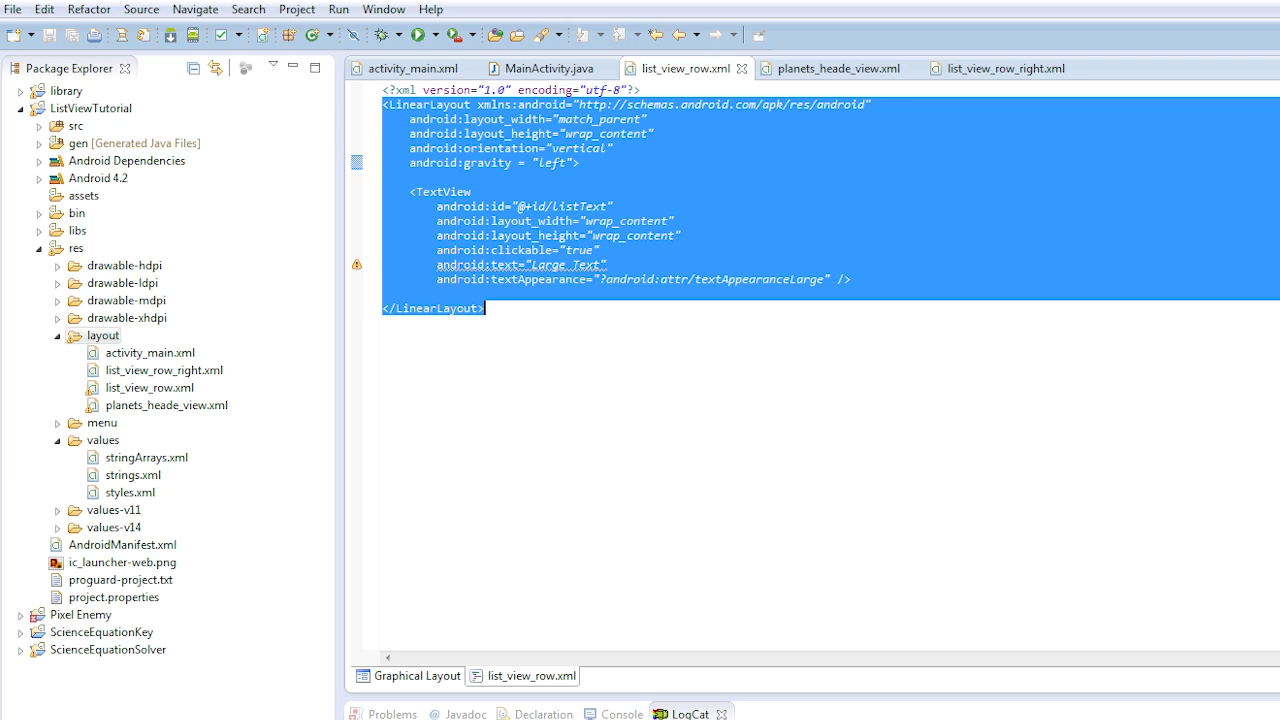 File Edit Refactor Source Navigate Search Project Run Window Help
Package Explorer
library
ListViewTutorial
src
gen [Generated Java Files]
Android Dependencies
Android 4.2
assets
bin
libs
res
drawable-hdpi
drawable-ldpi
drawable-mdpi
drawable-xhdpi
layout
activity_main.xml
list_view_row_right.xml
list_view_row.xml
planets_heade_view.xml
menu
values
stringArrays.xml
strings.xml
styles.xml
values-v11
values-v14
AndroidManifest.xml
ic_launcher-web.png
proguard-project.txt
project.properties
Pixel Enemy
ScienceEquationKey
ScienceEquationSolver
activity_main.xml MainActivity.java list_view_row.xml planets_heade_view.xml list_view_row_right.xml
<?xml version="1.0" encoding="utf-8"?>
<LinearLayout xmlns:android="http://schemas.android.com/apk/res/android"
android:layout_width="match_parent"
android:layout_height="wrap_content"
android:orientation="vertical"
android:gravity = "left">
<TextView
android:id="@+id/listText"
android:layout_width="wrap_content"
android:layout_height="wrap_content"
android:clickable="true"
android:text="Large Text"
android:textAppearance="?android:attr/textAppearanceLarge" />
</LinearLayout>
Graphical Layout list_view_row.xml
Problems @ Javadoc Declaration Console LogCat